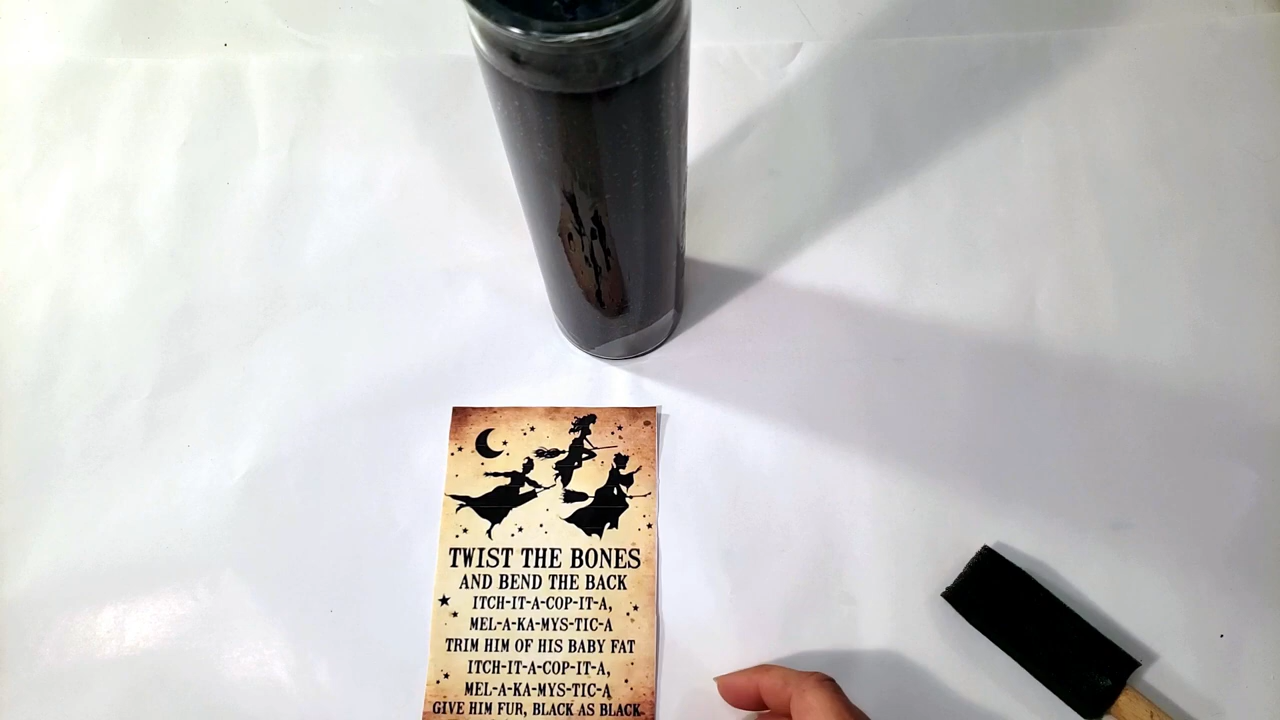 TWIST THE BONES
AND BEND THE BACK
ITCH-IT-A-COP-IT-A,
MEL-A-KA-MYS-TIC-A
TRIM HIM OF HIS BABY FAT
ITCH-IT-A-COP-IT-A,
MEL-A-KA-MYS-TIC-A
GIVE HIM FUR, BLACK AS BLACK